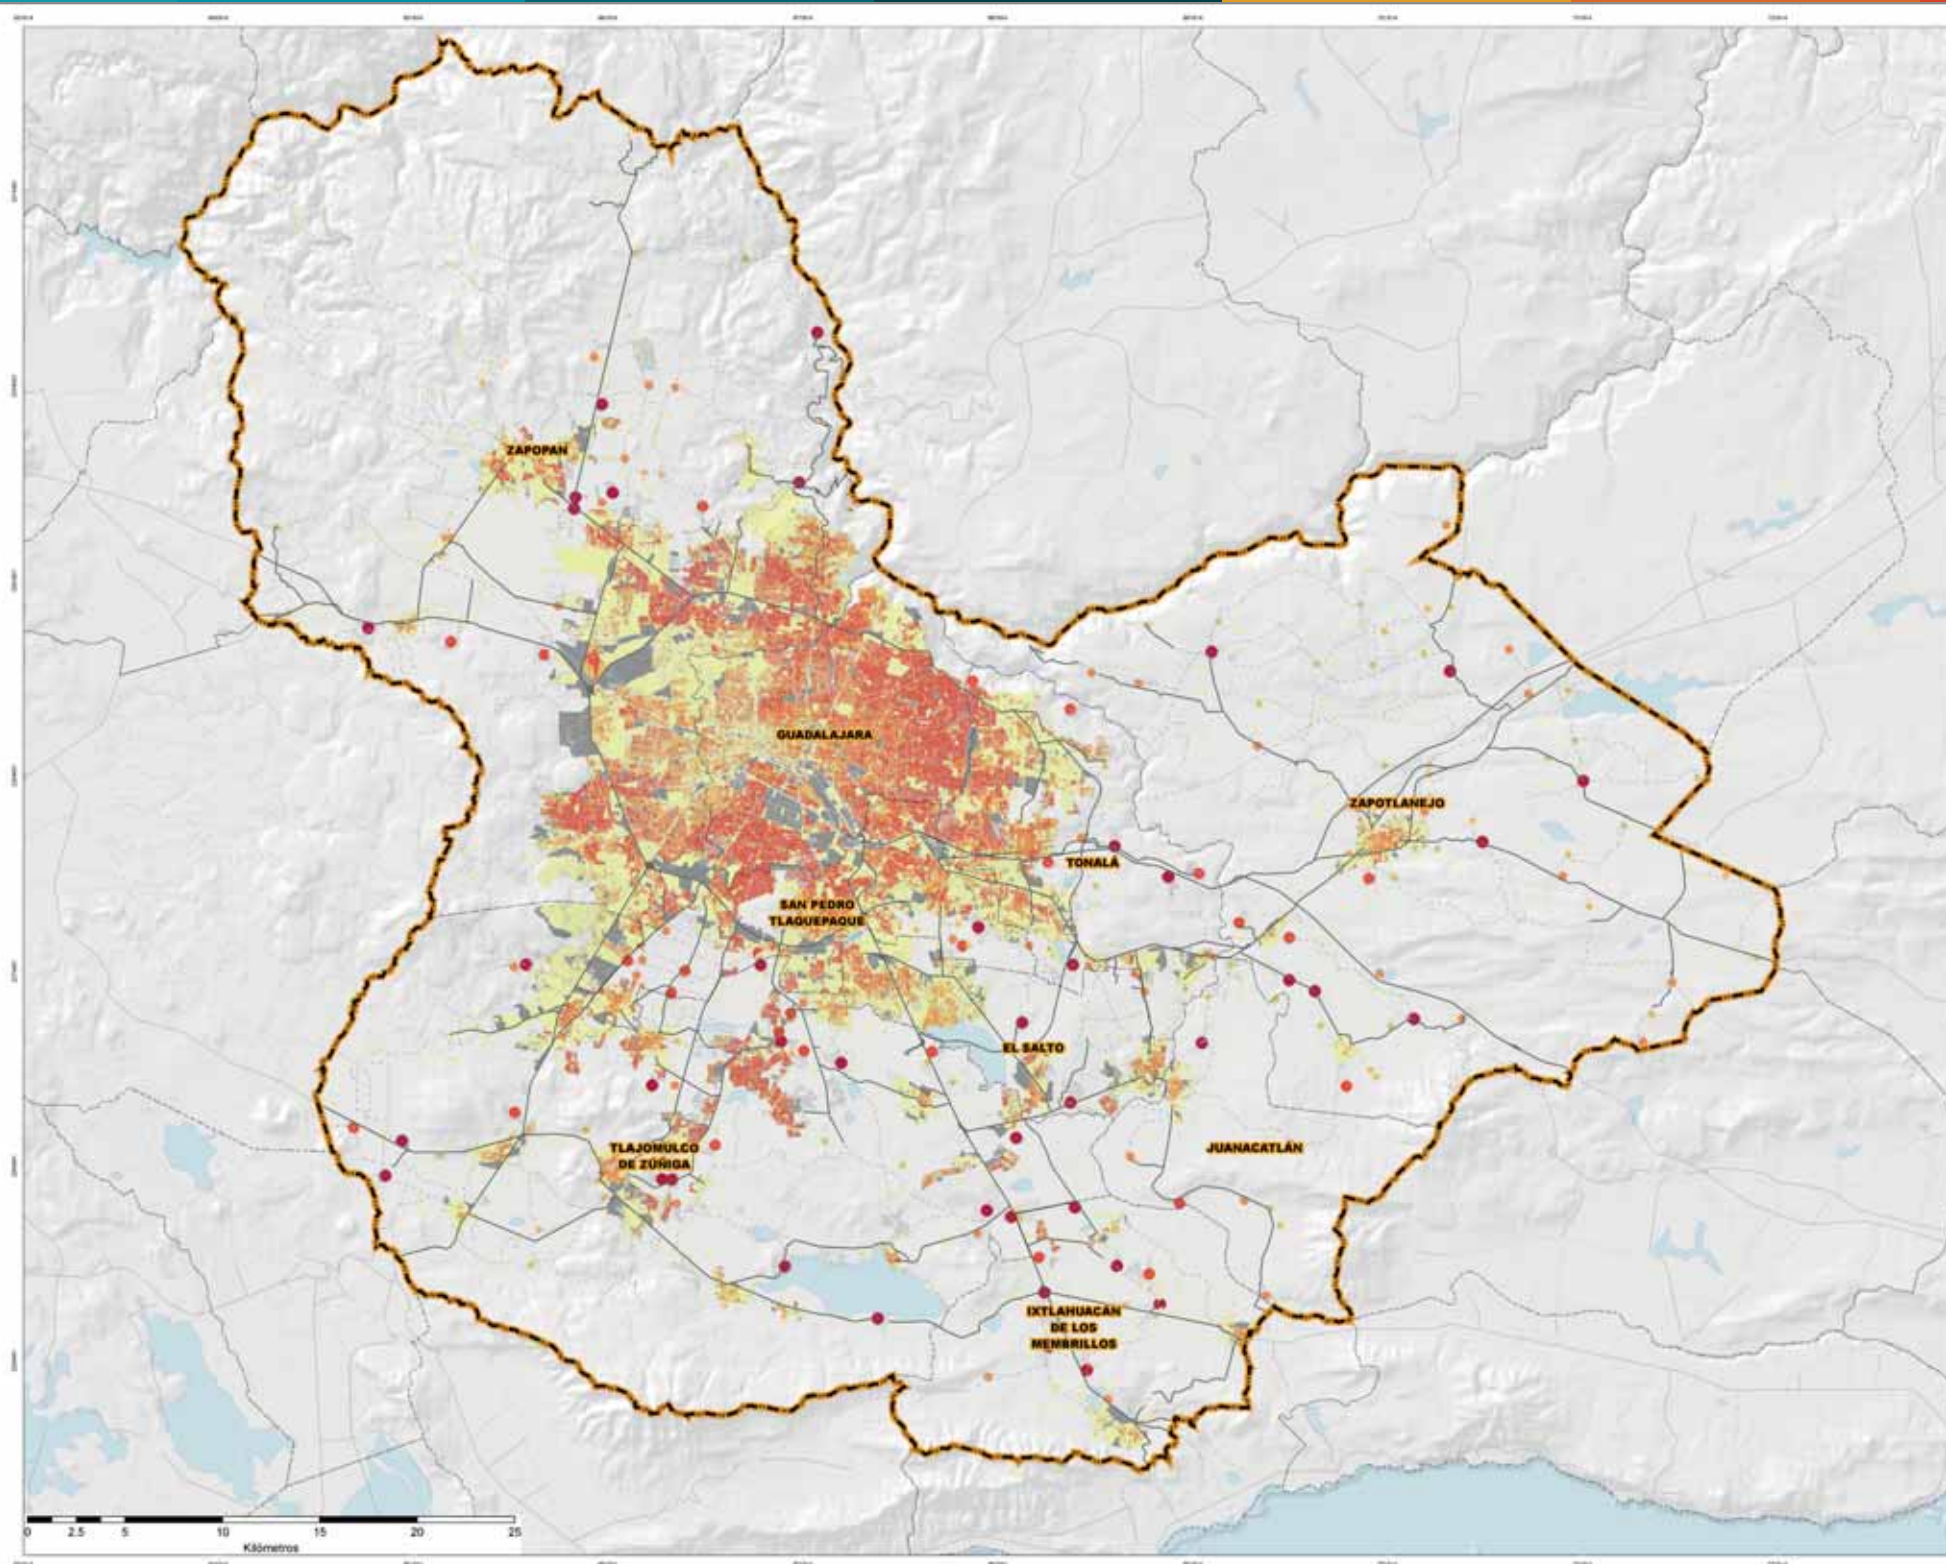 ZAPOPAN
GUADALAJARA
ZAPOTLANEJO
TONALÁ
SAN PEDRO
TLAQUEPAQUE
EL SALTO
TLAJOMULCO
DE ZÚÑIGA
JUANACATLÁN
IXTLAHUACÁN
DE LOS
MEMBRILLOS
0 2.5 5 10 15 20 25
Kilómetros